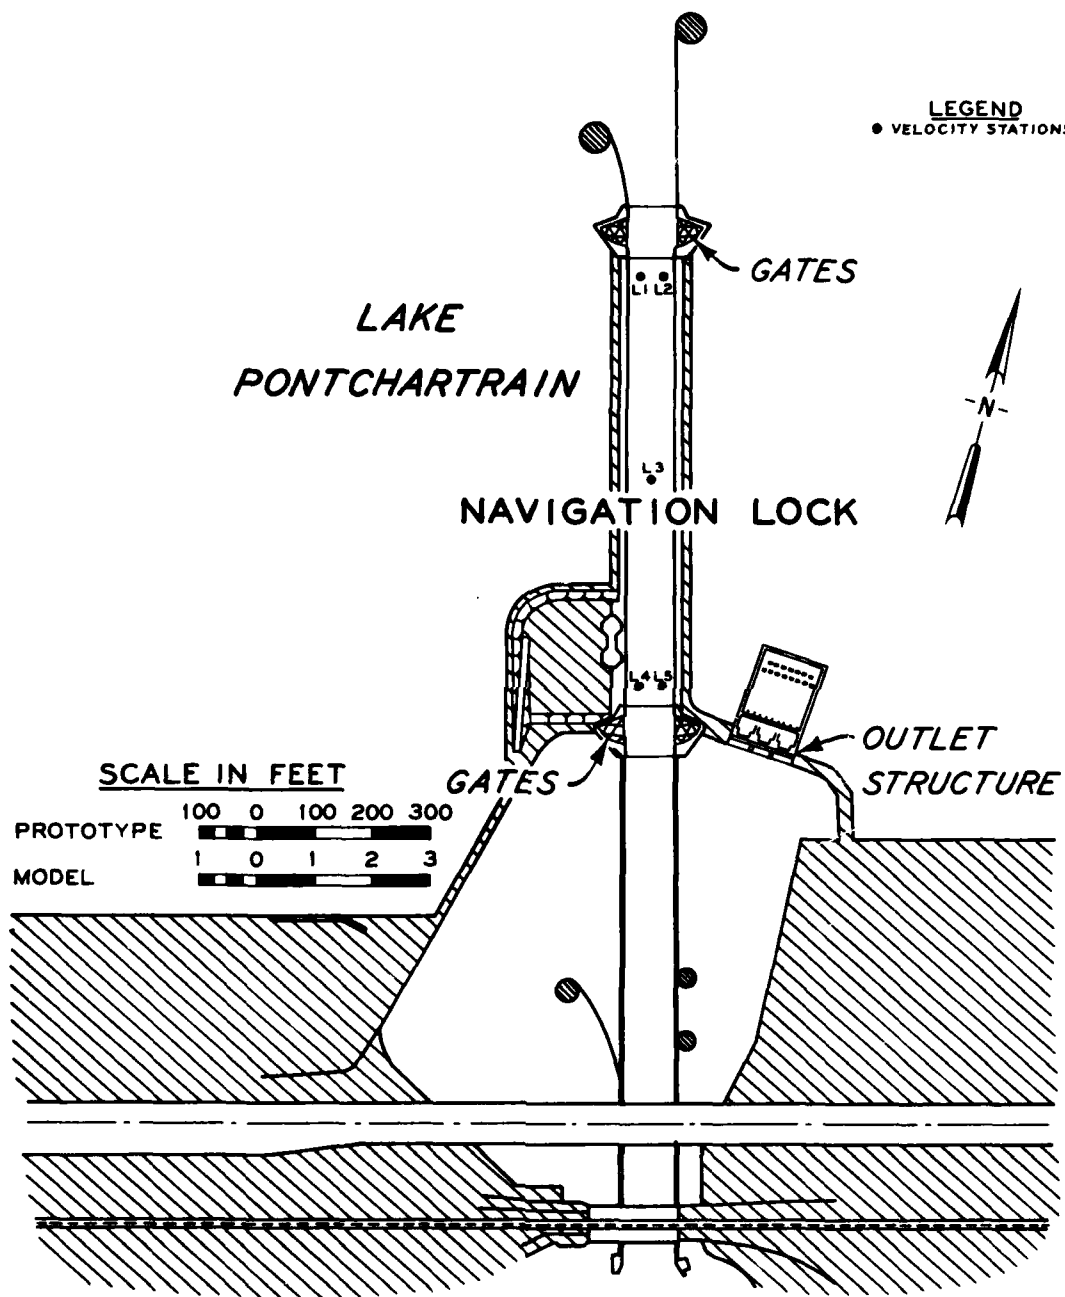 LEGEND
VELOCITY STATIONS
GATES
L1 L2
LAKE
PONTCHARTRAIN
-N-
L3
NAVIGATION LOCK
L4 L5
OUTLET
STRUCTURE
GATES
SCALE IN FEET
100 0 100 200 300
PROTOTYPE
1 0 1 2 3
MODEL